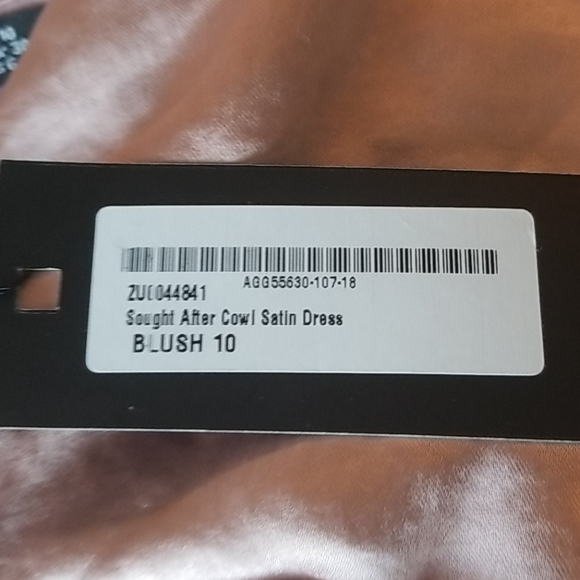 AGG55630-107-18
ZU0044841
Sought After Cowl Satin Dress
BLUSH 10